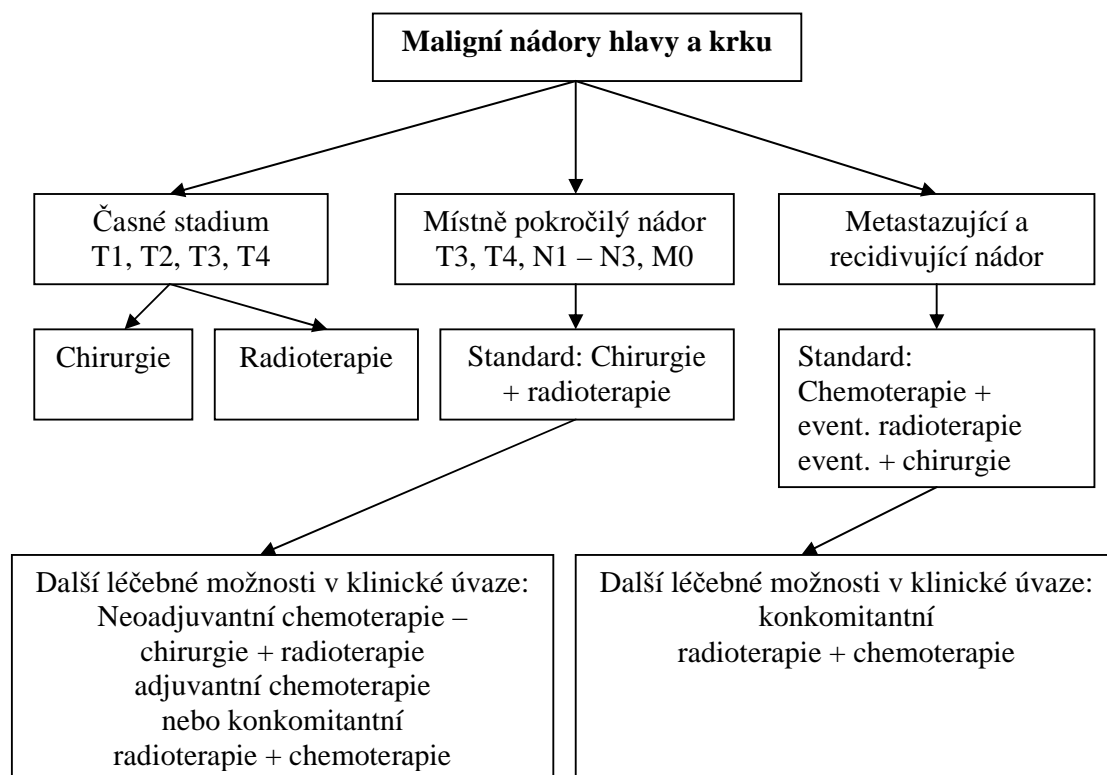 Maligní nádory hlavy a krku
Časné stadium
T1, T2, T3, T4
Místně pokročilý nádor
T3, T4, N1 – N3, M0
Metastazující a
recidivující nádor
Chirurgie
Radioterapie
Standard: Chirurgie
+ radioterapie
Standard:
Chemoterapie +
event. radioterapie
event. + chirurgie
Další léčebné možnosti v klinické úvaze:
Neoadjuvantní chemoterapie –
chirurgie + radioterapie
adjuvantní chemoterapie
nebo konkomitantní
radioterapie + chemoterapie
Další léčebné možnosti v klinické úvaze:
konkomitantní
radioterapie + chemoterapie